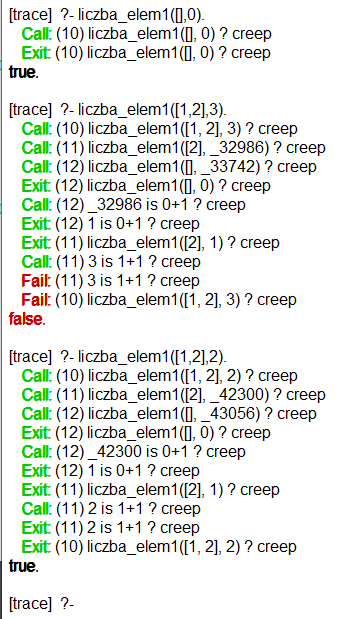 [trace]  ?- liczba_elem1([],0).
Call: (10) liczba_elem1([], 0) ? creep
Exit: (10) liczba_elem1([], 0) ? creep
true.
[trace]  ?- liczba_elem1([1,2],3).
Call: (10) liczba_elem1([1, 2], 3) ? creep
Call: (11) liczba_elem1([2], _32986) ? creep
Call: (12) liczba_elem1([], _33742) ? creep
Exit: (12) liczba_elem1([], 0) ? creep
Call: (12) _32986 is 0+1 ? creep
Exit: (12) 1 is 0+1 ? creep
Exit: (11) liczba_elem1([2], 1) ? creep
Call: (11) 3 is 1+1 ? creep
Fail: (11) 3 is 1+1 ? creep
Fail: (10) liczba_elem1([1, 2], 3) ? creep
false.
[trace]  ?- liczba_elem1([1,2],2).
Call: (10) liczba_elem1([1, 2], 2) ? creep
Call: (11) liczba_elem1([2], _42300) ? creep
Call: (12) liczba_elem1([], _43056) ? creep
Exit: (12) liczba_elem1([], 0) ? creep
Call: (12) _42300 is 0+1 ? creep
Exit: (12) 1 is 0+1 ? creep
Exit: (11) liczba_elem1([2], 1) ? creep
Call: (11) 2 is 1+1 ? creep
Exit: (11) 2 is 1+1 ? creep
Exit: (10) liczba_elem1([1, 2], 2) ? creep
true.
[trace]  ?-